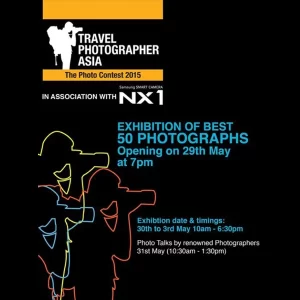 TRAVEL
PHOTOGRAPHER
ASIA
The Photo Contest 2015
Samsung SMART CAMERA
IN ASSOCIATION WITH NX1
EXHIBITION OF BEST
50 PHOTOGRAPHS
Opening on 29th May
at 7pm
Exhibtion date & timings:
30th to 3rd May 10am - 6:30pm
Photo Talks by renowned Photographers
31st May (10:30am - 1:30pm)